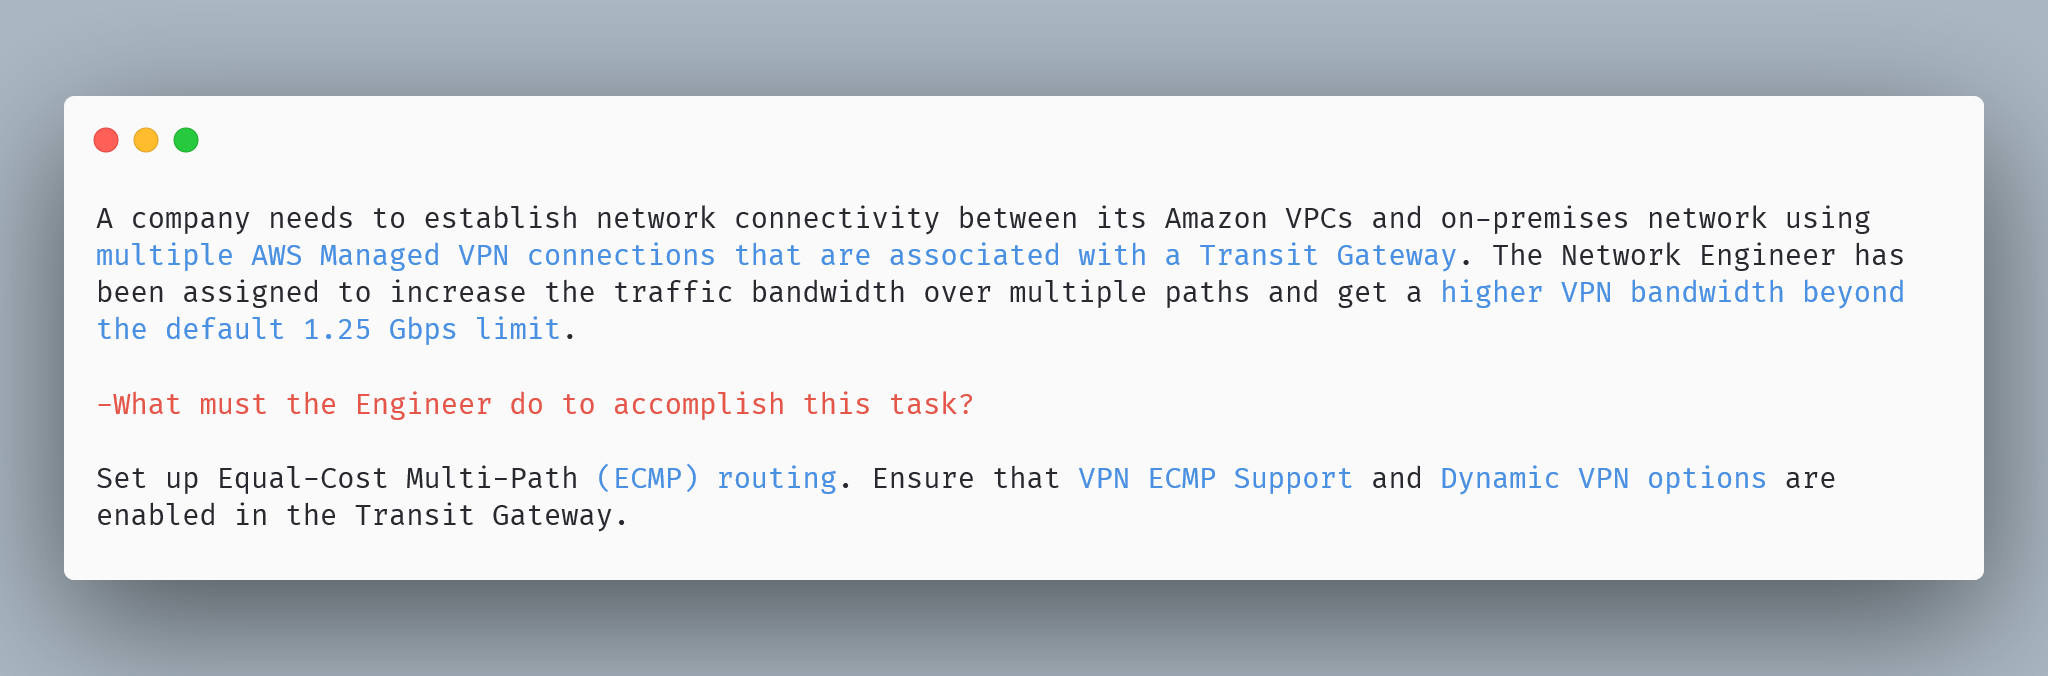 A company needs to establish network connectivity between its Amazon VPCs and on-premises network using
multiple AWS Managed VPN connections that are associated with a Transit Gateway. The Network Engineer has
been assigned to increase the traffic bandwidth over multiple paths and get a higher VPN bandwidth beyond
the default 1.25 Gbps limit.
-What must the Engineer do to accomplish this task?
Set up Equal-Cost Multi-Path (ECMP) routing. Ensure that VPN ECMP Support and Dynamic VPN options are
enabled in the Transit Gateway.